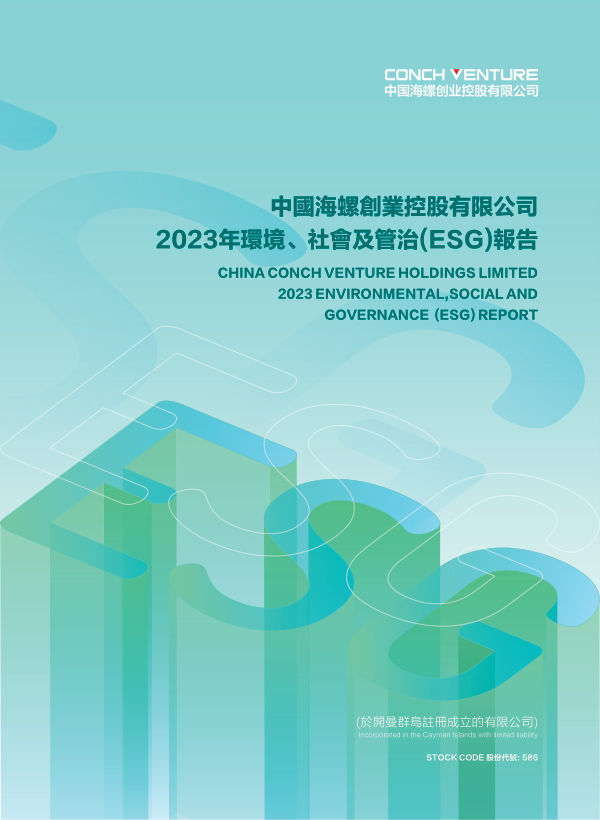 CONCH VENTURE
中国海螺创业控股有限公司
中國海螺創業控股有限公司
2023年環境、社會及管治(ESG)報告
CHINA CONCH VENTURE HOLDINGS LIMITED
2023 ENVIRONMENTAL,SOCIAL AND
GOVERNANCE (ESG) REPORT
ESG
(於開曼群島註冊成立的有限公司)
Incorporated in the Cayman Islands with limited liability
STOCK CODE 股份代號: 586